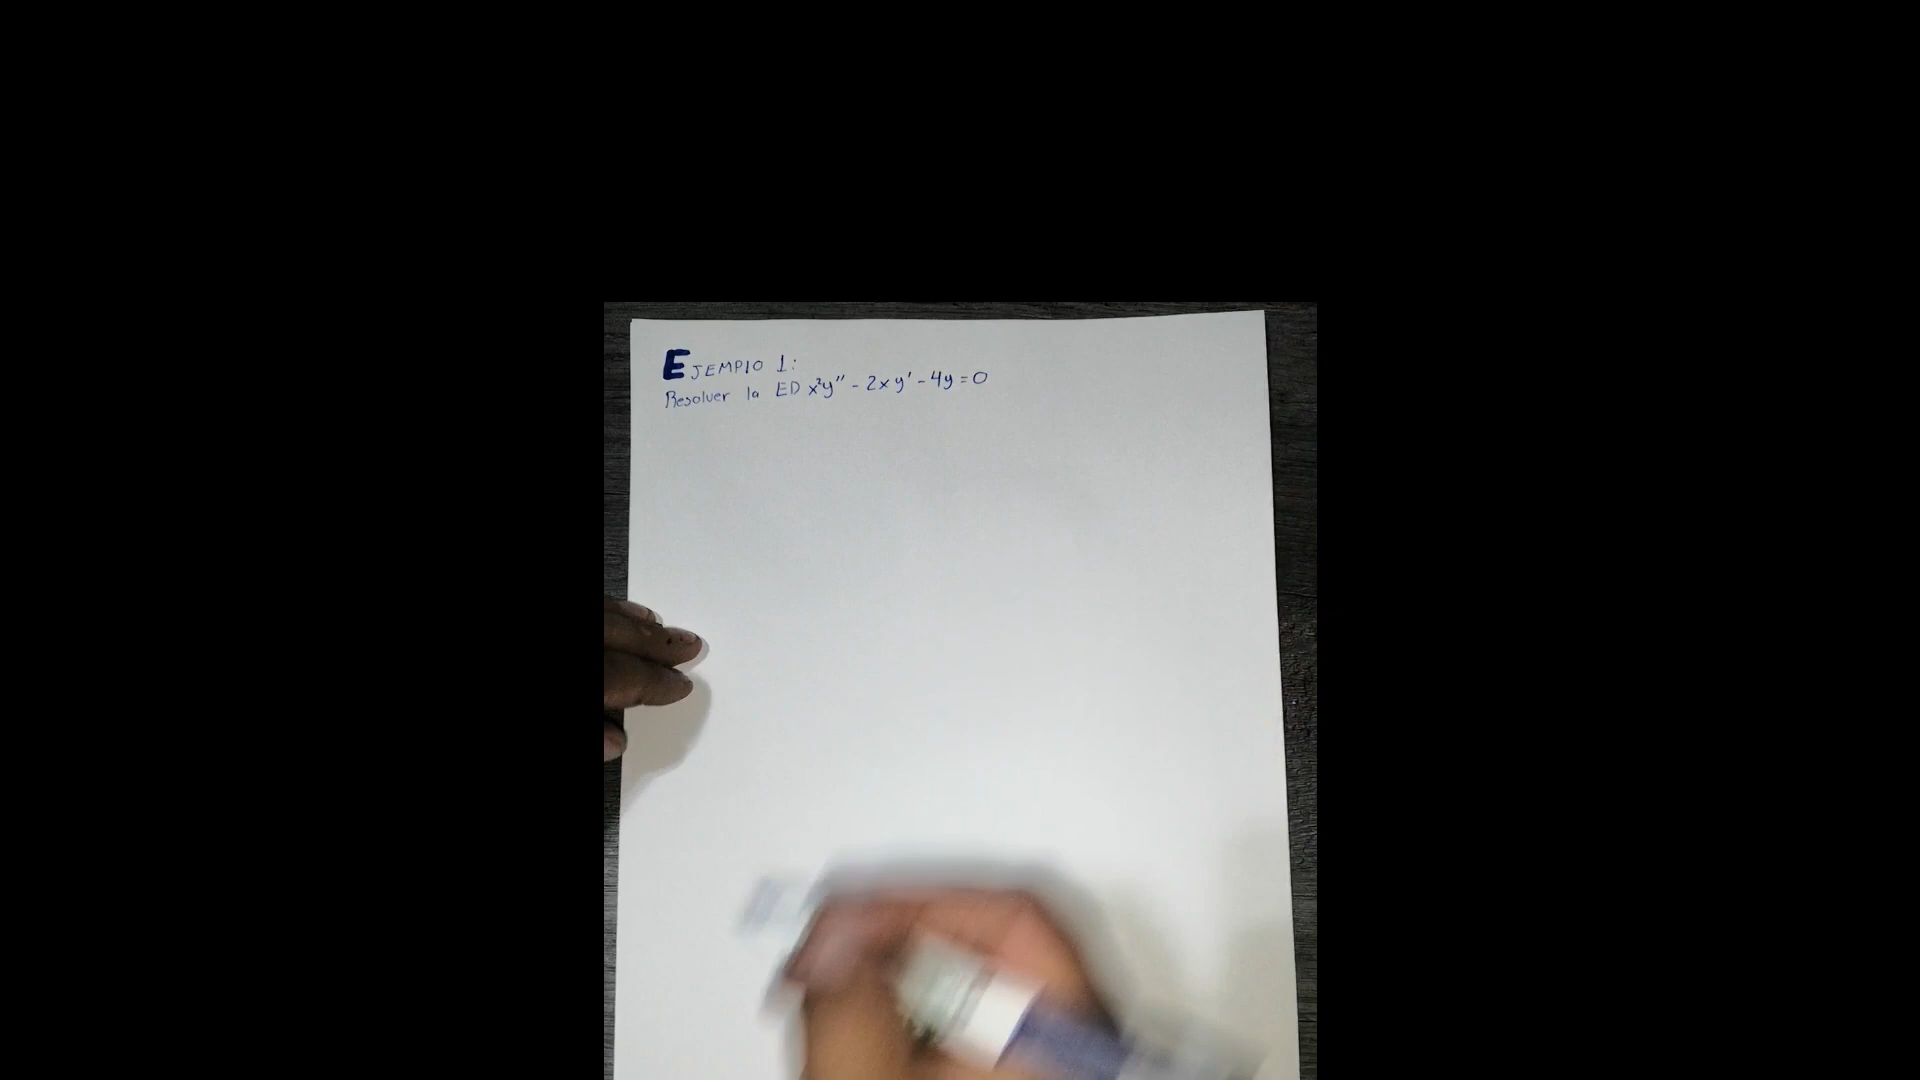 EJEMPlO 1:
Resolver la ED x²y'' - 2xy' - 4y = 0